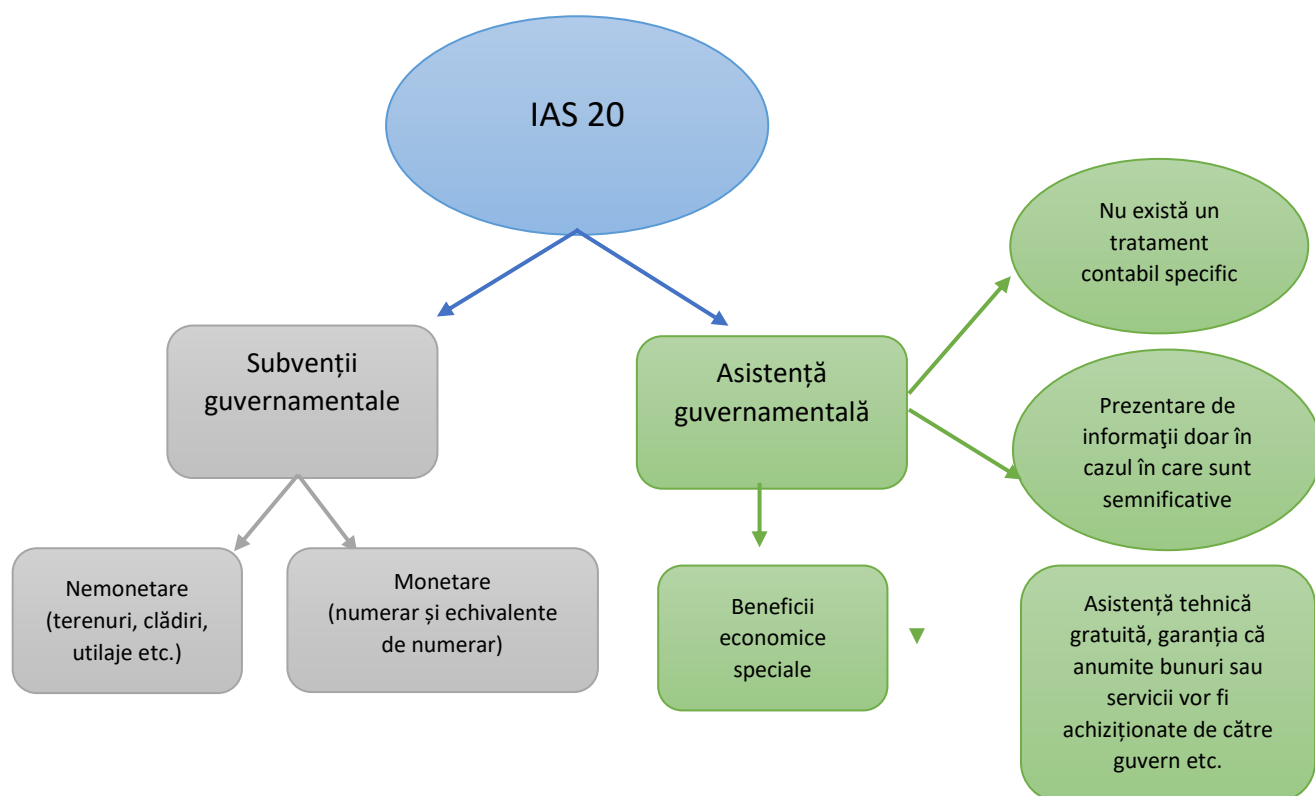 IAS 20
Nu există un
tratament
contabil specific
Subvenții
guvernamentale
Asistență
guvernamentală
Prezentare de
informaţii doar în
cazul în care sunt
semnificative
Nemonetare
(terenuri, clădiri,
utilaje etc.)
Monetare
(numerar și echivalente
de numerar)
Beneficii
economice
speciale
Asistență tehnică
gratuită, garanția că
anumite bunuri sau
servicii vor fi
achiziționate de către
guvern etc.